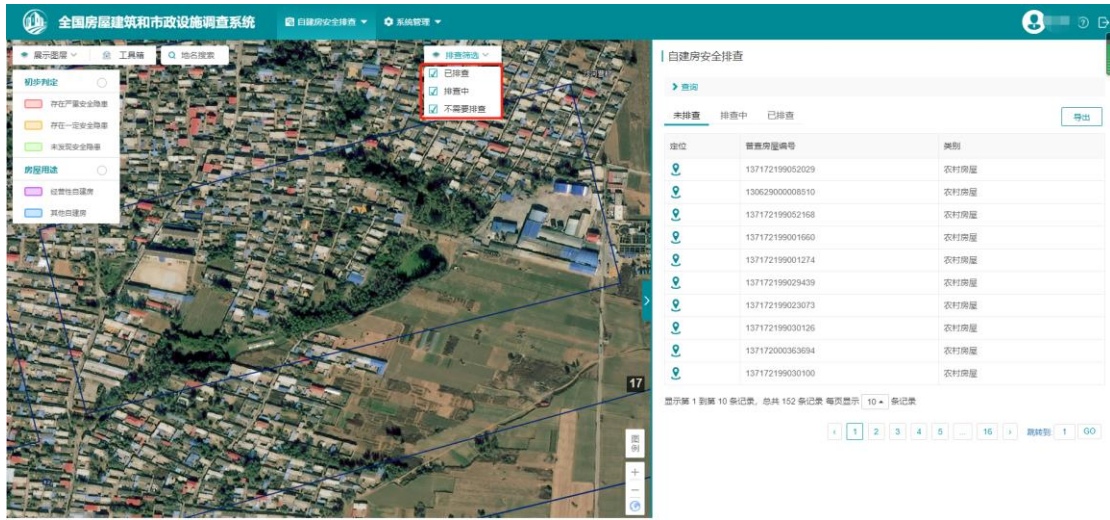 全国房屋建筑和市政设施调查系统
自建房安全排查
系统管理
展示图层
工具箱
地名搜索
排查筛选
已排查
排查中
不需要排查
初步判定
存在严重安全隐患
存在一定安全隐患
未发现安全隐患
房屋用途
经营性自建房
其他自建房
17
图例
自建房安全排查
查询
未排查 排查中 已排查 导出
定位 普查房屋编号 类别
137172199052029 农村房屋
130629000008510 农村房屋
137172199052168 农村房屋
137172199001660 农村房屋
137172199001274 农村房屋
137172199029439 农村房屋
137172199023073 农村房屋
137172199030126 农村房屋
137172000363694 农村房屋
137172199030100 农村房屋
显示第 1 到第 10 条记录，总共 152 条记录 每页显示 10 条记录
‹ 1 2 3 4 5 ... 16 › 跳转到 1 GO